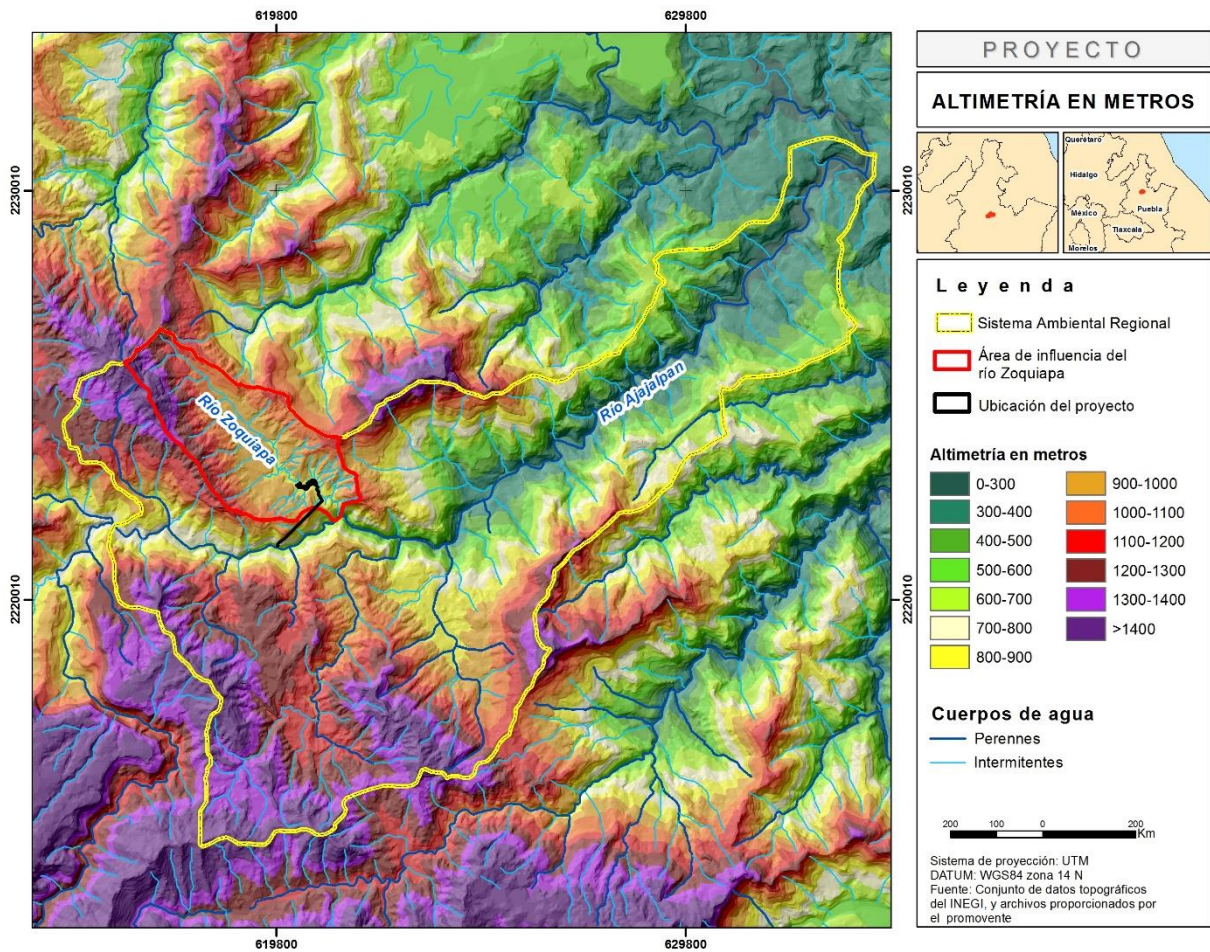 619800
629800
2230010
2220010
Río Zoquiapa
Río Ajajalpan
2230010
2220010
619800
629800
PROYECTO
ALTIMETRÍA EN METROS
Querétaro
Hidalgo
México
Puebla
Tlaxcala
Morelos
Leyenda
Sistema Ambiental Regional
Área de influencia del
río Zoquiapa
Ubicación del proyecto
Altimetría en metros
0-300
300-400
400-500
500-600
600-700
700-800
800-900
900-1000
1000-1100
1100-1200
1200-1300
1300-1400
>1400
Cuerpos de agua
Perennes
Intermitentes
200 100 0 200
Km
Sistema de proyección: UTM
DATUM: WGS84 zona 14 N
Fuente: Conjunto de datos topográficos
del INEGI, y archivos proporcionados por
el promovente